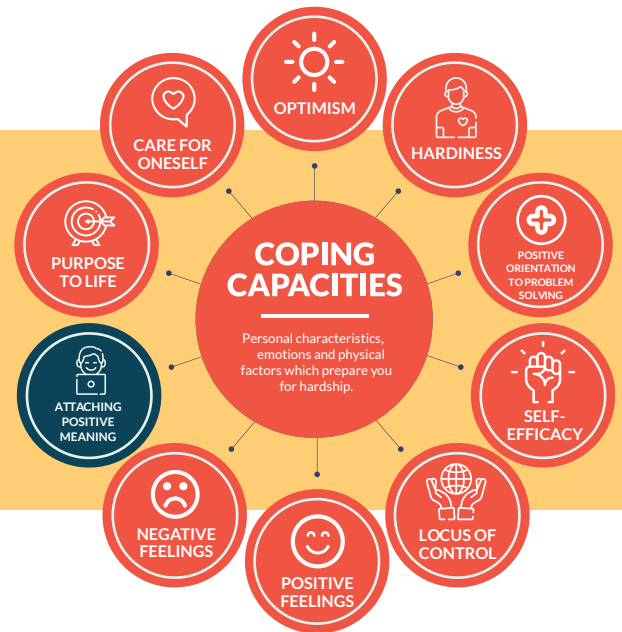 COPING
CAPACITIES
Personal characteristics,
emotions and physical
factors which prepare you
for hardship.
OPTIMISM
HARDINESS
POSITIVE
ORIENTATION
TO PROBLEM
SOLVING
SELF-
EFFICACY
LOCUS OF
CONTROL
POSITIVE
FEELINGS
NEGATIVE
FEELINGS
ATTACHING
POSITIVE
MEANING
PURPOSE
TO LIFE
CARE FOR
ONESELF